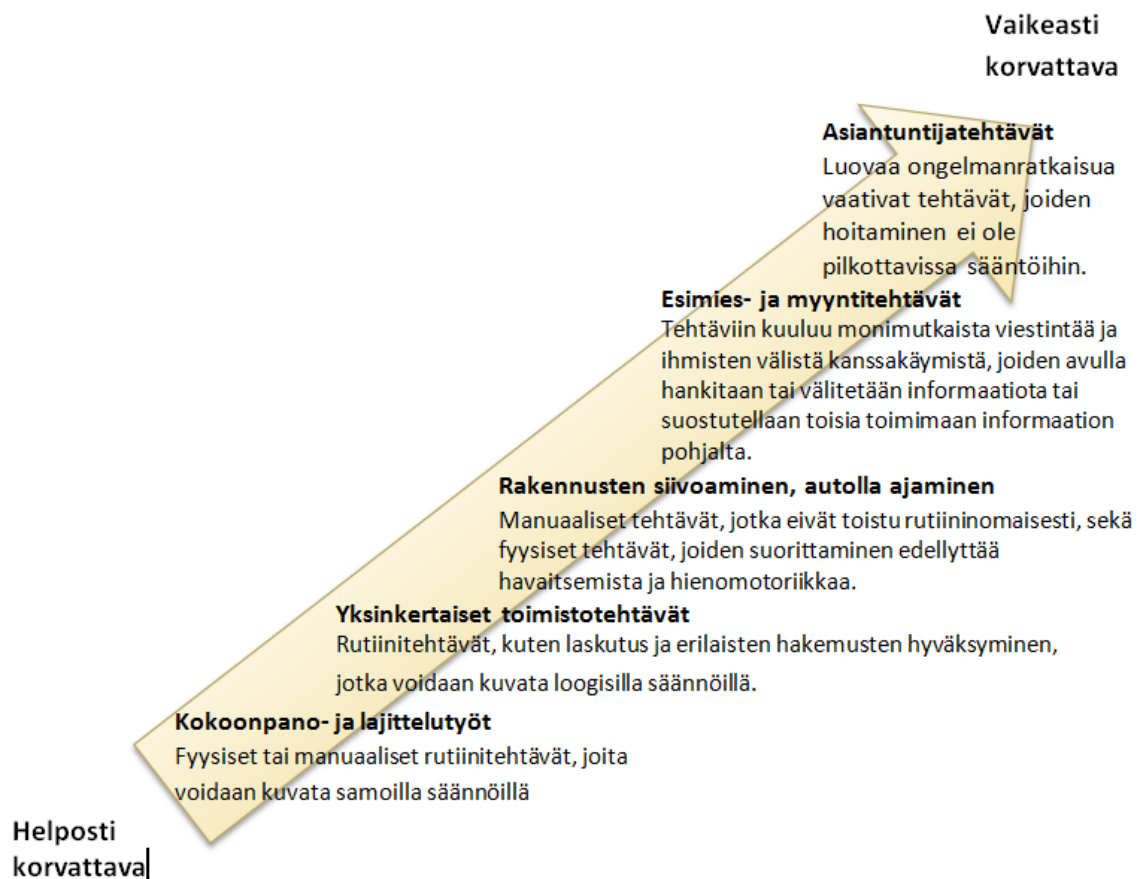 Vaikeasti
korvattava
Asiantuntijatehtävät
Luovaa ongelmanratkaisua
vaativat tehtävät, joiden
hoitaminen ei ole
pilkottavissa sääntöihin.
Esimies- ja myyntitehtävät
Tehtäviin kuuluu monimutkaista viestintää ja
ihmisten välistä kanssakäymistä, joiden avulla
hankitaan tai välitetään informaatiota tai
suostutellaan toisia toimimaan informaation
pohjalta.
Rakennusten siivoaminen, autolla ajaminen
Manuaaliset tehtävät, jotka eivät toistu rutiininomaisesti, sekä
fyysiset tehtävät, joiden suorittaminen edellyttää
havaitsemista ja hienomotoriikkaa.
Yksinkertaiset toimistotehtävät
Rutiinitehtävät, kuten laskutus ja erilaisten hakemusten hyväksyminen,
jotka voidaan kuvata loogisilla säännöillä.
Kokoonpano- ja lajittelutyöt
Fyysiset tai manuaaliset rutiinitehtävät, joita
voidaan kuvata samoilla säännöillä
Helposti
korvattava